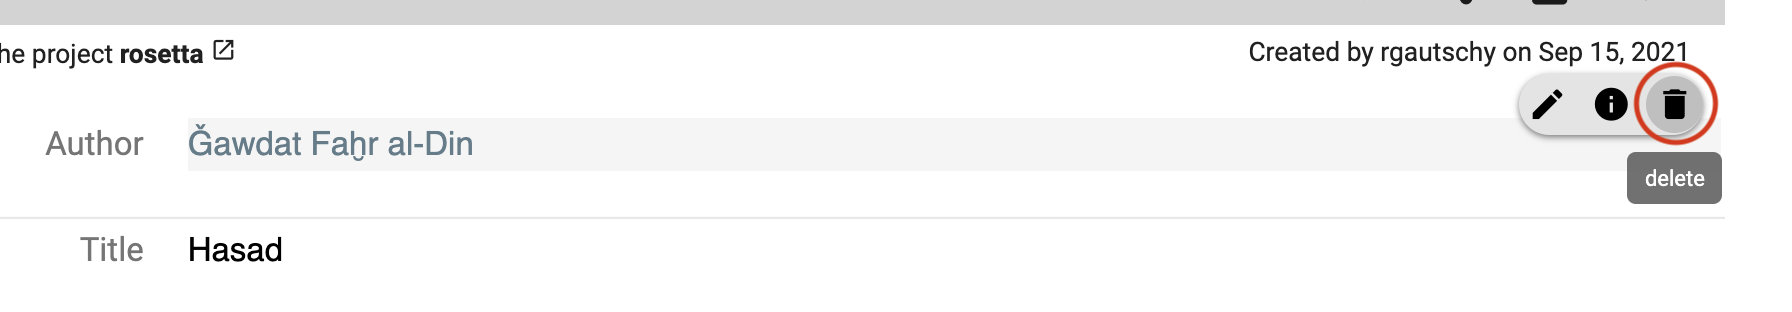 he project rosetta
Created by rgautschy on Sep 15, 2021
Author Ǧawdat Faḫr al-Din
delete
Title Hasad